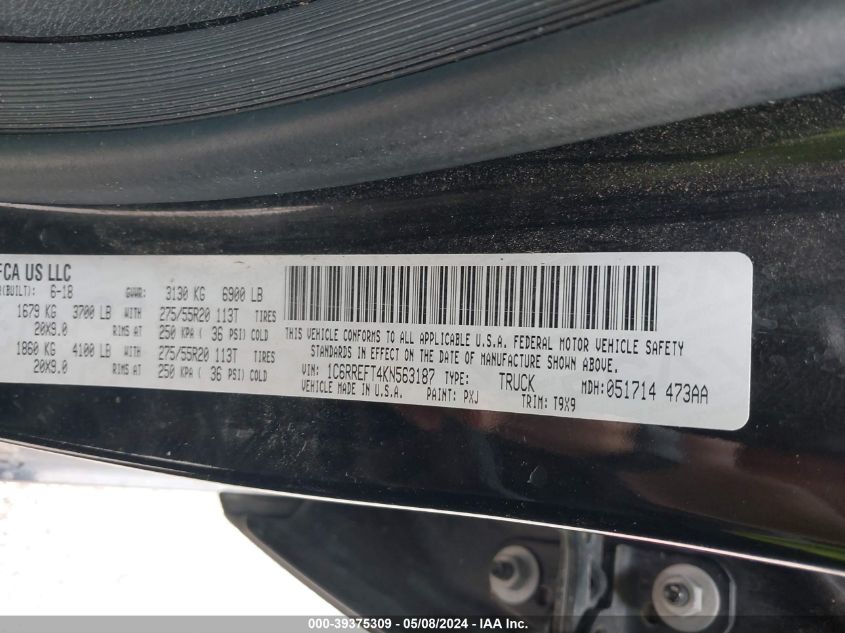 FCA US LLC
(BUILT): 6-18 GVWR: 3130 KG 6900 LB
1679 KG 3700 LB WITH 275/55R20 113T TIRES
20X9.0 RIMS AT 250 KPA ( 36 PSI) COLD
1860 KG 4100 LB WITH 275/55R20 113T TIRES
20X9.0 RIMS AT 250 KPA ( 36 PSI) COLD
THIS VEHICLE CONFORMS TO ALL APPLICABLE U.S.A. FEDERAL MOTOR VEHICLE SAFETY
STANDARDS IN EFFECT ON THE DATE OF MANUFACTURE SHOWN ABOVE.
VIN: 1C6RREFT4KN563187 TYPE: TRUCK MDH:051714 473AA
VEHICLE MADE IN U.S.A. PAINT: PXJ TRIM: T9X9
000-39375309 - 05/08/2024 - IAA Inc.